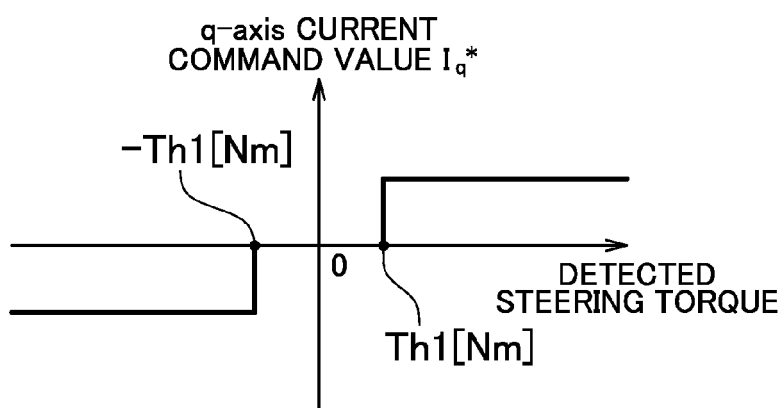 q-axis CURRENT
COMMAND VALUE Iq*
-Th1[Nm]
0
DETECTED
STEERING TORQUE
Th1[Nm]